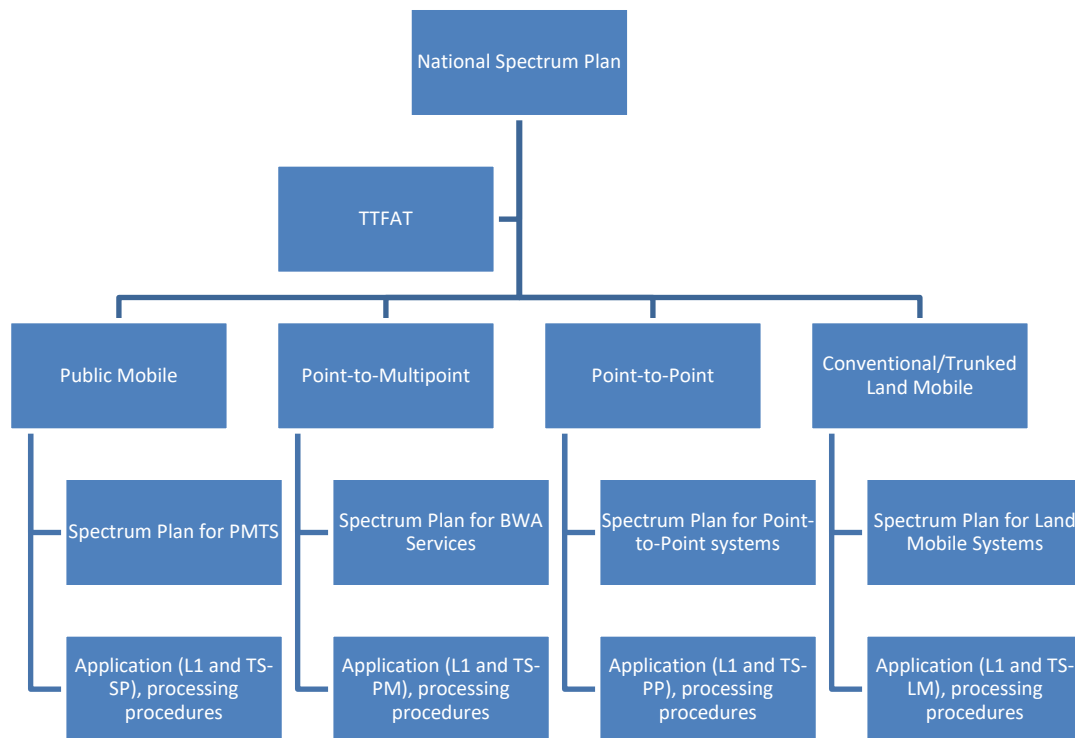 National Spectrum
Plan
TTFAT
Public Mobile
Point-to-Multipoint
Point-to-Point
Conventional/Trunked
Land Mobile
Spectrum Plan for PMTS
Spectrum Plan for BWA
Services
Spectrum Plan for Point-
to-Point systems
Spectrum Plan for Land
Mobile Systems
Application (L1 and TS-
SP), processing
procedures
Application (L1 and TS-
PM), processing
procedures
Application (L1 and TS-
PP), processing
procedures
Application (L1 and TS-
LM), processing
procedures